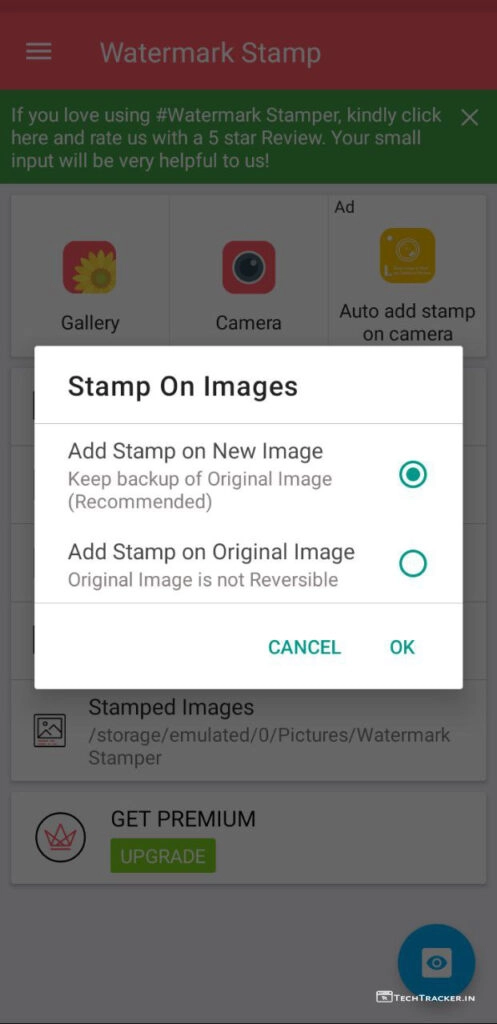 Watermark Stamp
If you love using #Watermark Stamper, kindly click
here and rate us with a 5 star Review. Your small
input will be very helpful to us!
Ad
Gallery
Camera
Auto add stamp
on camera
Stamp On Images
Add Stamp on New Image
Keep backup of Original Image
(Recommended)
Add Stamp on Original Image
Original Image is not Reversible
CANCEL
OK
Stamped Images
/storage/emulated/0/Pictures/Watermark
Stamper
GET PREMIUM
UPGRADE
TECHTRACKER.IN